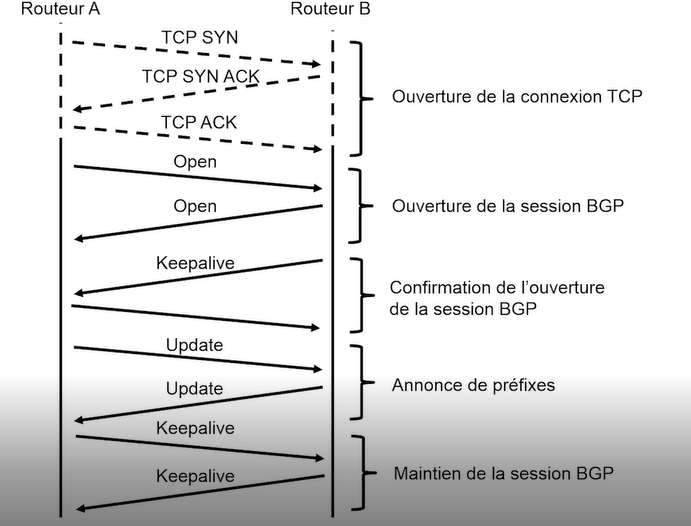 Routeur A
Routeur B
TCP SYN
TCP SYN ACK
TCP ACK
Ouverture de la connexion TCP
Open
Open
Ouverture de la session BGP
Keepalive
Confirmation de l’ouverture
de la session BGP
Update
Update
Annonce de préfixes
Keepalive
Keepalive
Maintien de la session BGP